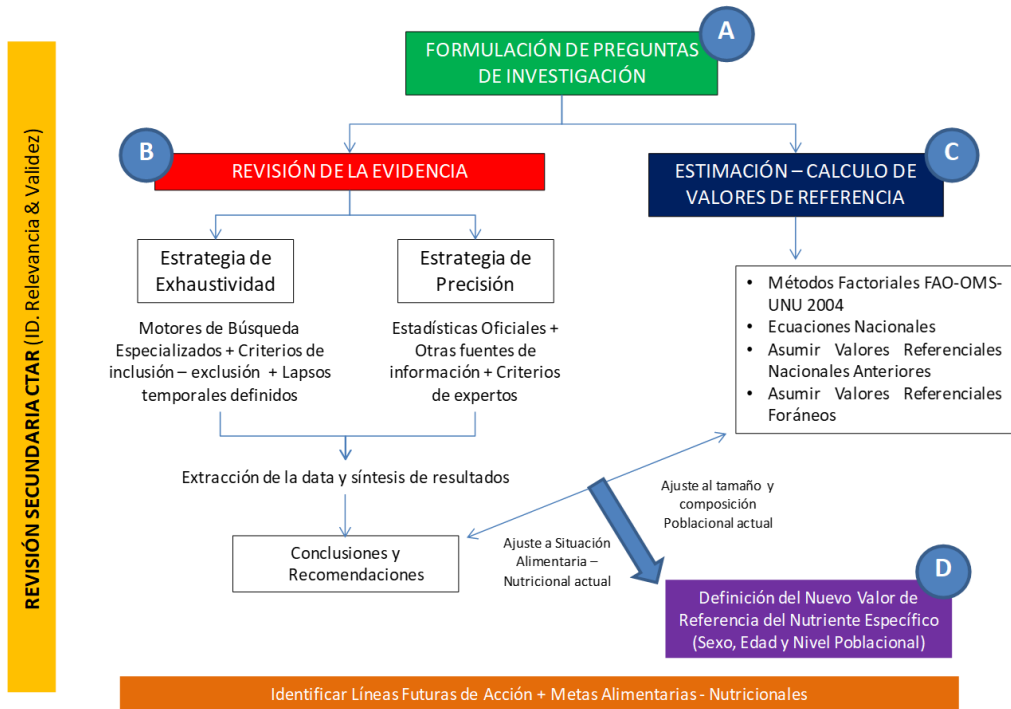 A
FORMULACIÓN DE PREGUNTAS
DE INVESTIGACIÓN
REVISIÓN SECUNDARIA CTAR (ID. Relevancia & Validez)
B
REVISIÓN DE LA EVIDENCIA
C
ESTIMACIÓN – CALCULO DE
VALORES DE REFERENCIA
Estrategia de
Exhaustividad
Estrategia de
Precisión
Motores de Búsqueda
Especializados + Criterios de
inclusión – exclusión + Lapsos
temporales definidos
Estadísticas Oficiales +
Otras fuentes de
información + Criterios
de expertos
• Métodos Factoriales FAO-OMS-
UNU 2004
• Ecuaciones Nacionales
• Asumir Valores Referenciales
Nacionales Anteriores
• Asumir Valores Referenciales
Foráneos
Extracción de la data y síntesis de resultados
Ajuste al tamaño y
composición
Poblacional actual
Conclusiones y
Recomendaciones
Ajuste a Situación
Alimentaria –
Nutricional actual
D
Definición del Nuevo Valor de
Referencia del Nutriente Específico
(Sexo, Edad y Nivel Poblacional)
Identificar Líneas Futuras de Acción + Metas Alimentarias - Nutricionales